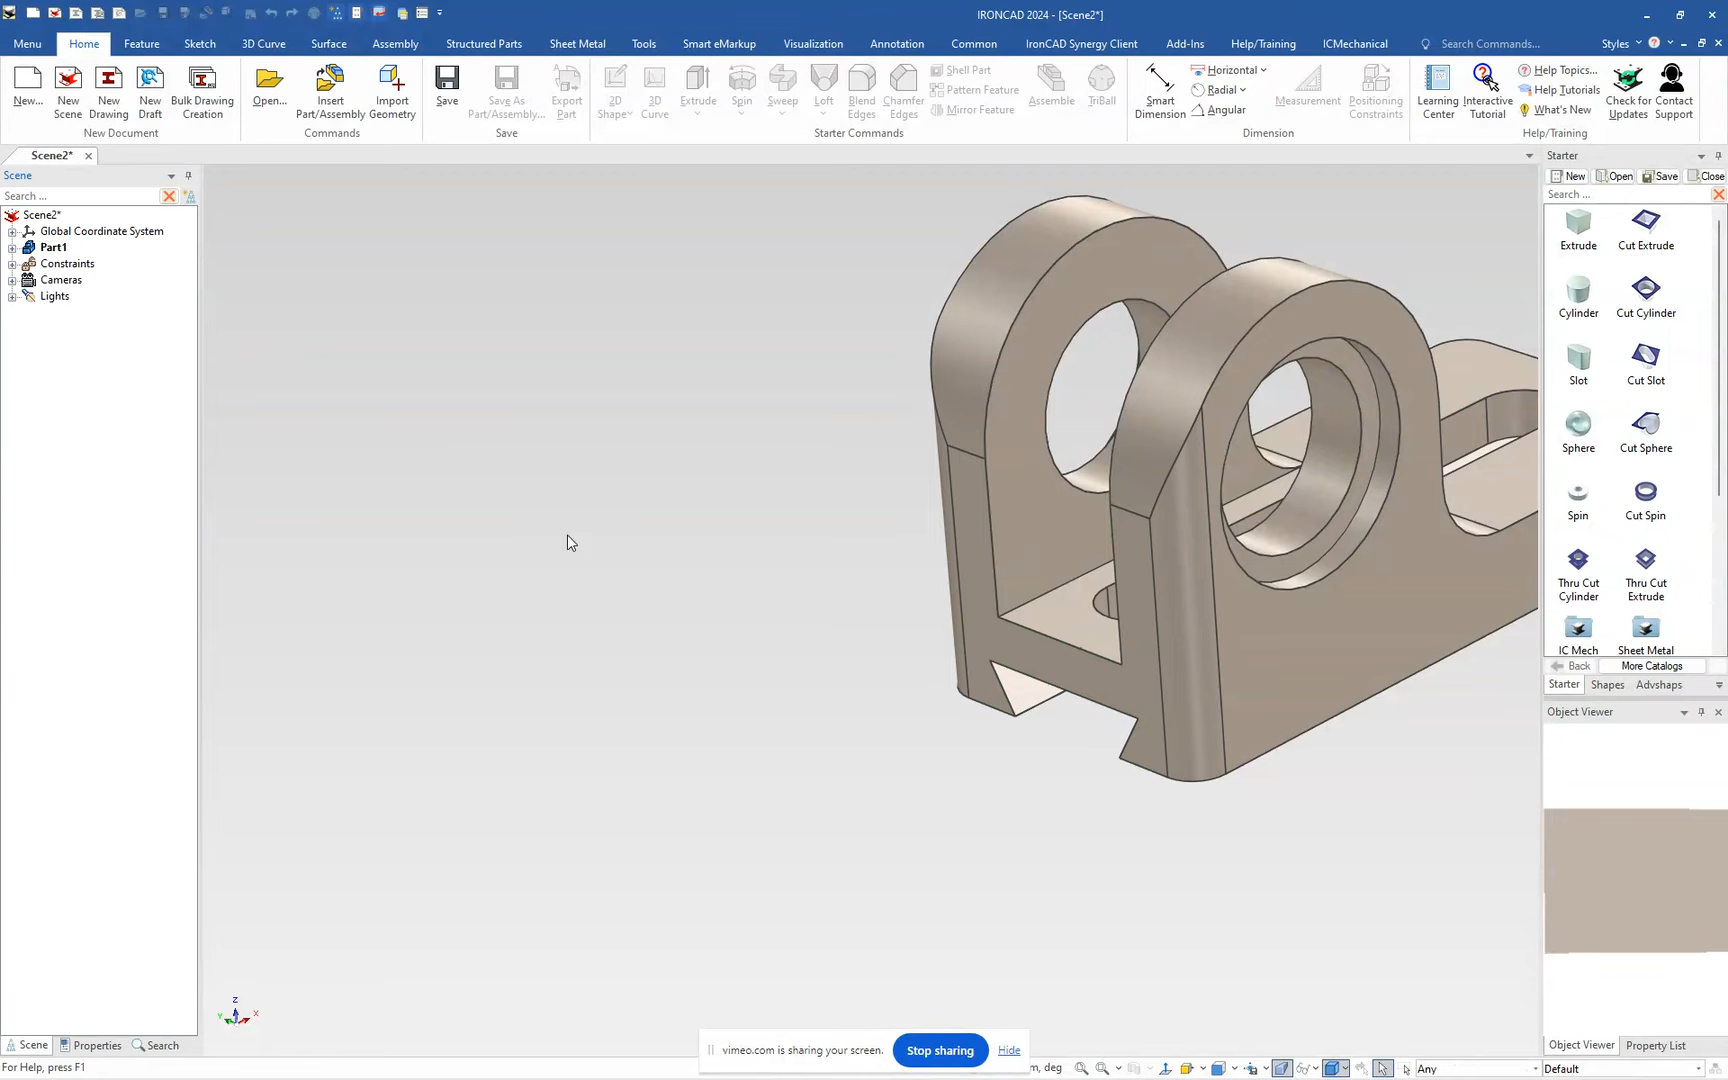 IRONCAD 2024 - [Scene2*]
Menu Home Feature Sketch 3D Curve Surface Assembly Structured Parts Sheet Metal Tools Smart eMarkup Visualization Annotation Common IronCAD Synergy Client Add-Ins Help/Training ICMechanical Search Commands... Styles
New... New Scene New Drawing New Draft Bulk Drawing Creation
New Document
Open... Insert Part/Assembly Import Geometry
Commands
Save Save As Part/Assembly... Export Part
Save
2D Shape 3D Curve Extrude Spin Sweep Loft Blend Edges Chamfer Edges Shell Part Pattern Feature Mirror Feature Assemble TriBall
Starter Commands
Smart Dimension Horizontal Radial Angular Measurement Positioning Constraints
Dimension
Learning Center Interactive Tutorial Help Topics... Help Tutorials What's New Check for Updates Contact Support
Help/Training
Scene2*
Scene
Search ...
Scene2*
Global Coordinate System
Part1
Constraints
Cameras
Lights
Starter
New Open Save Close
Search ...
Extrude Cut Extrude
Cylinder Cut Cylinder
Slot Cut Slot
Sphere Cut Sphere
Spin Cut Spin
Thru Cut Cylinder Thru Cut Extrude
IC Mech Sheet Metal
Back More Catalogs
Starter Shapes Advshaps
Object Viewer
Z
Y X
Scene Properties Search
Object Viewer Property List
vimeo.com is sharing your screen. Stop sharing Hide
For Help, press F1
m, deg Any Default